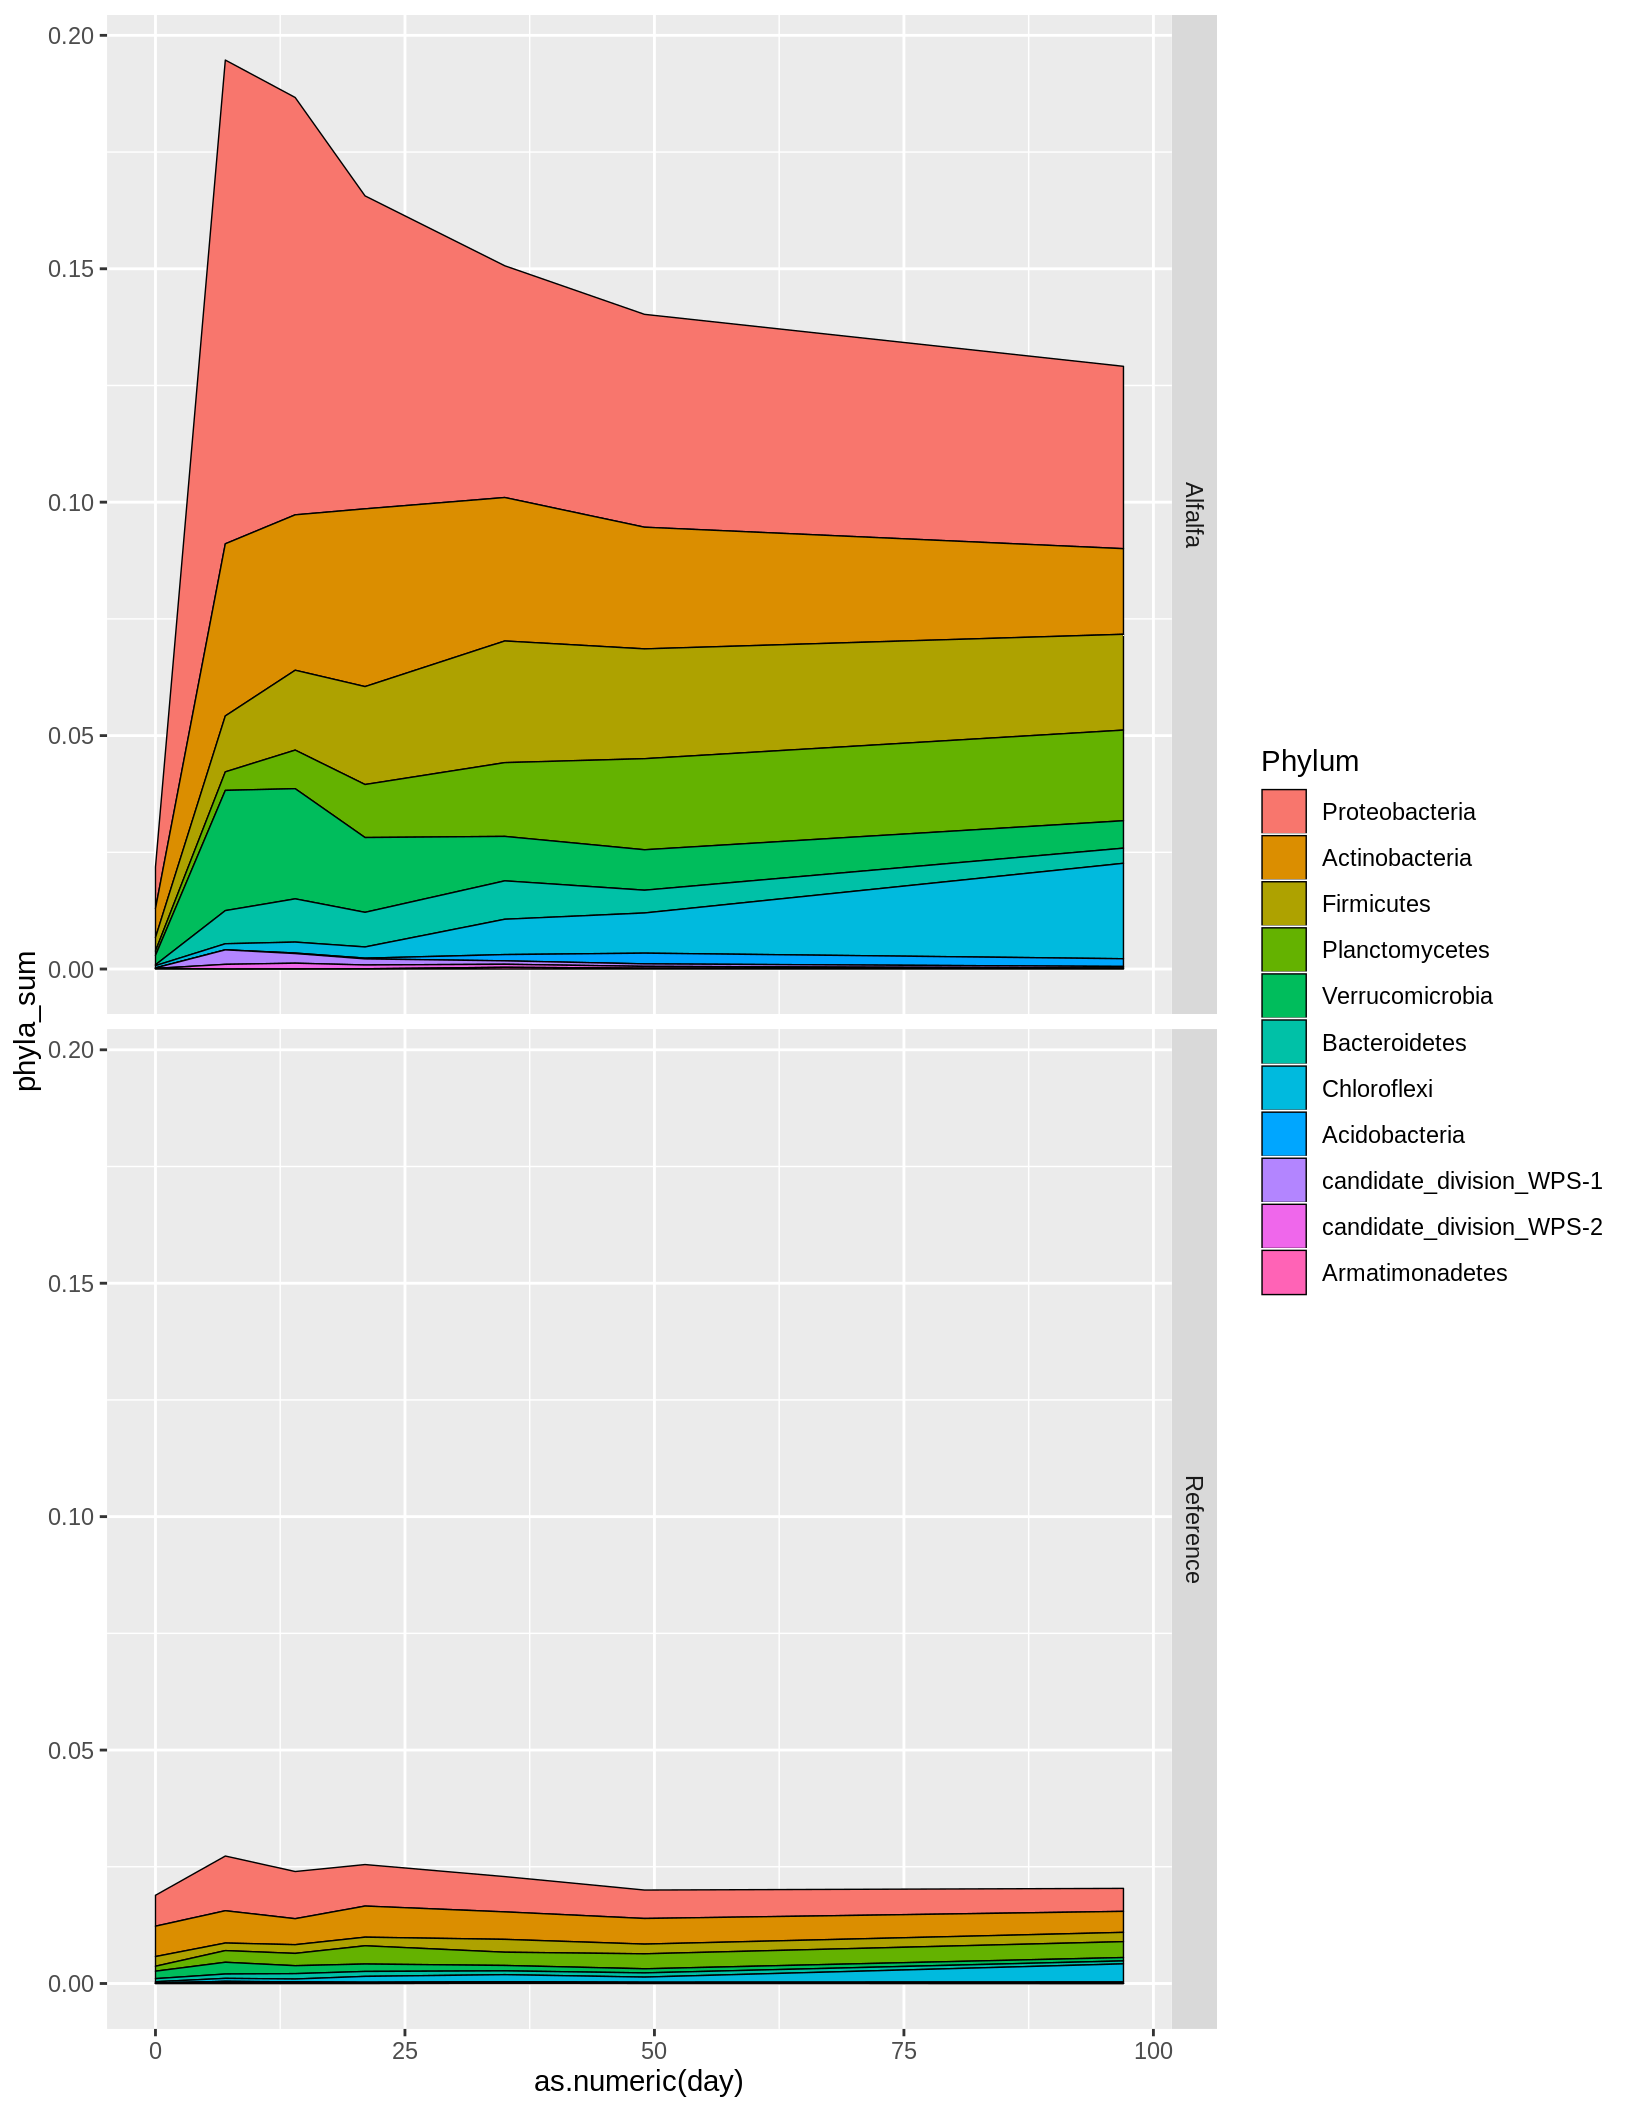 0.20
0.15
0.10
0.05
0.00
Alfalfa
phyla_sum
0.20
0.15
0.10
0.05
0.00
Reference
0 25 50 75 100
as.numeric(day)
Phylum
Proteobacteria
Actinobacteria
Firmicutes
Planctomycetes
Verrucomicrobia
Bacteroidetes
Chloroflexi
Acidobacteria
candidate_division_WPS-1
candidate_division_WPS-2
Armatimonadetes